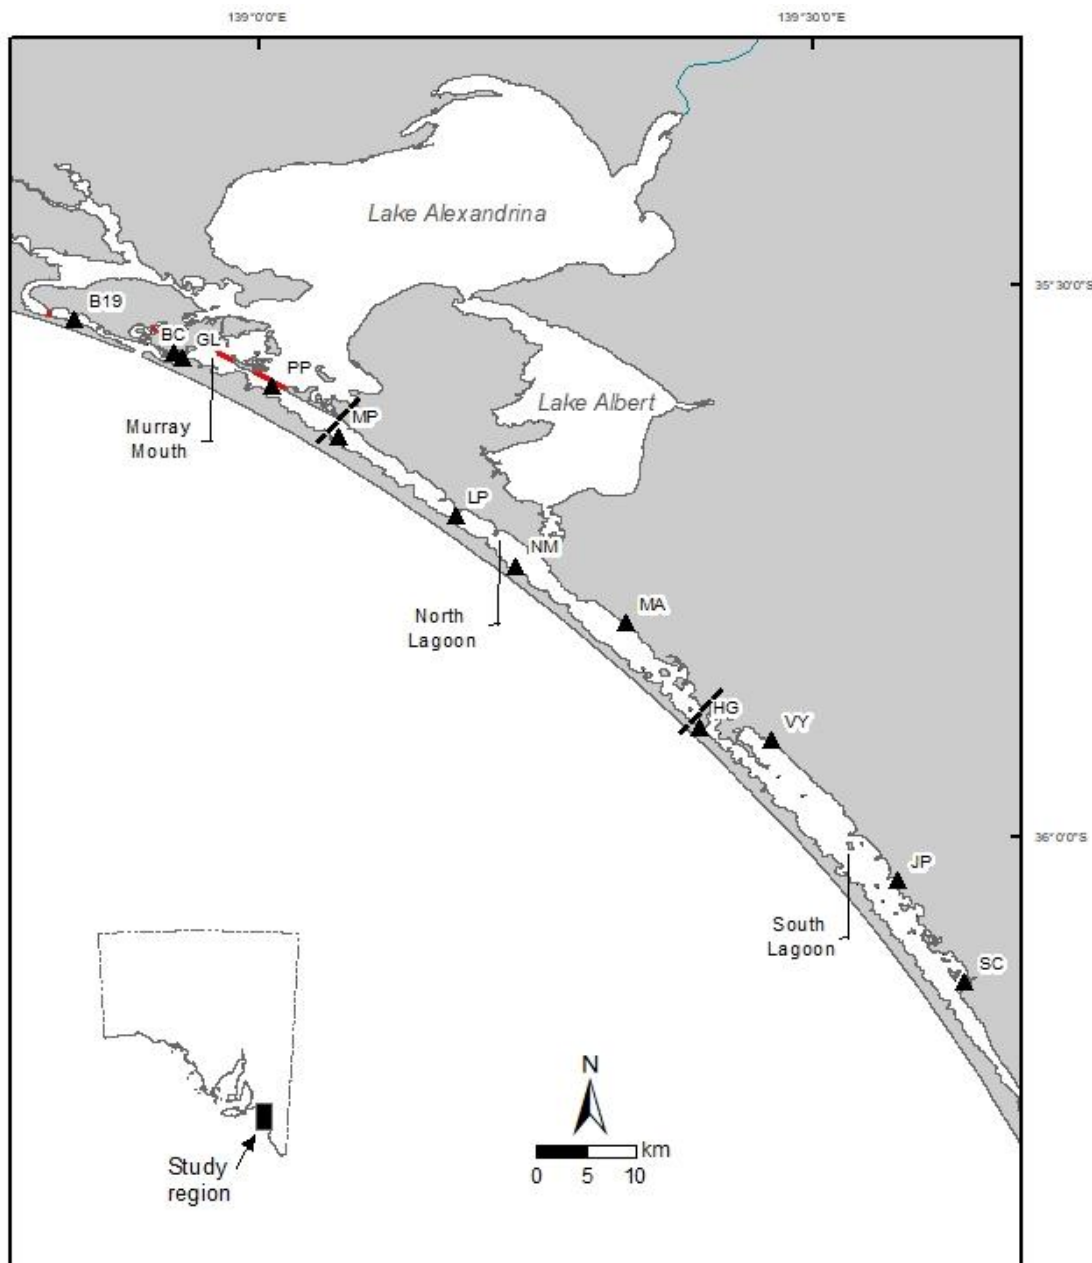 139°0'0"E
139°30'0"E
Lake Alexandrina
35°30'0"S
B19
BC
GL
PP
Lake Albert
MP
Murray
Mouth
LP
NM
MA
North
Lagoon
HG
VY
36°0'0"S
JP
South
Lagoon
SC
N
km
0 5 10
Study
region